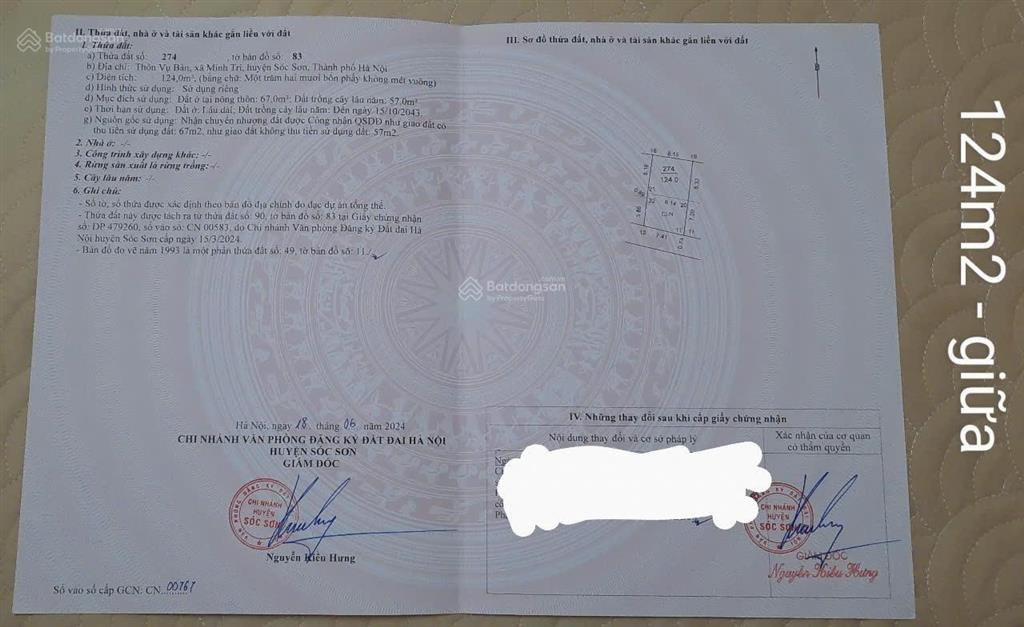 II. Thửa đất, nhà ở và tài sản khác gắn liền với đất
1. Thửa đất:
a) Thửa đất số: 274, tờ bản đồ số: 83
b) Địa chỉ: Thôn Vụ Bản, xã Minh Trí, huyện Sóc Sơn, Thành phố Hà Nội
c) Diện tích: 124,0m², (bằng chữ: Một trăm hai mươi bốn phẩy không mét vuông)
d) Hình thức sử dụng: Sử dụng riêng
đ) Mục đích sử dụng: Đất ở tại nông thôn: 67,0m²; Đất trồng cây lâu năm: 57,0m²
e) Thời hạn sử dụng: Đất ở: Lâu dài; Đất trồng cây lâu năm: Đến ngày 15/10/2043.
g) Nguồn gốc sử dụng: Nhận chuyển nhượng đất được Công nhận QSDĐ như giao đất có
thu tiền sử dụng đất: 67m², như giao đất không thu tiền sử dụng đất: 57m².
2. Nhà ở: -/-
3. Công trình xây dựng khác: -/-
4. Rừng sản xuất là rừng trồng: -/-
5. Cây lâu năm: -/-
6. Ghi chú:
- Số tờ, số thửa được xác định theo bản đồ địa chính đo đạc dự án tổng thể.
- Thửa đất này được tách ra từ thửa đất số: 90, tờ bản đồ số: 83 tại Giấy chứng nhận
số: DP 479260, số vào sổ: CN 00583, do Chi nhánh Văn phòng Đăng ký Đất đai Hà
Nội huyện Sóc Sơn cấp ngày 15/3/2024.
- Bản đồ đo vẽ năm 1993 là một phần thửa đất số: 49, tờ bản đồ số: 11./
Hà Nội, ngày 18 tháng 06 năm 2024
CHI NHÁNH VĂN PHÒNG ĐĂNG KÝ ĐẤT ĐAI HÀ NỘI
HUYỆN SÓC SƠN
GIÁM ĐỐC
CHI NHÁNH
HUYỆN
SÓC SƠN
Nguyễn Hiếu Hưng
Số vào sổ cấp GCN: CN 00767
III. Sơ đồ thửa đất, nhà ở và tài sản khác gắn liền với đất
274
124.0
IV. Những thay đổi sau khi cấp giấy chứng nhận
Nội dung thay đổi và cơ sở pháp lý
Xác nhận của cơ quan
có thẩm quyền
CHI NHÁNH
HUYỆN
SÓC SƠN
GIÁM ĐỐC
Nguyễn Hiếu Hưng
124m2 - giữa
Batdongsan
by PropertyGuru
Batdongsan
by PropertyGuru